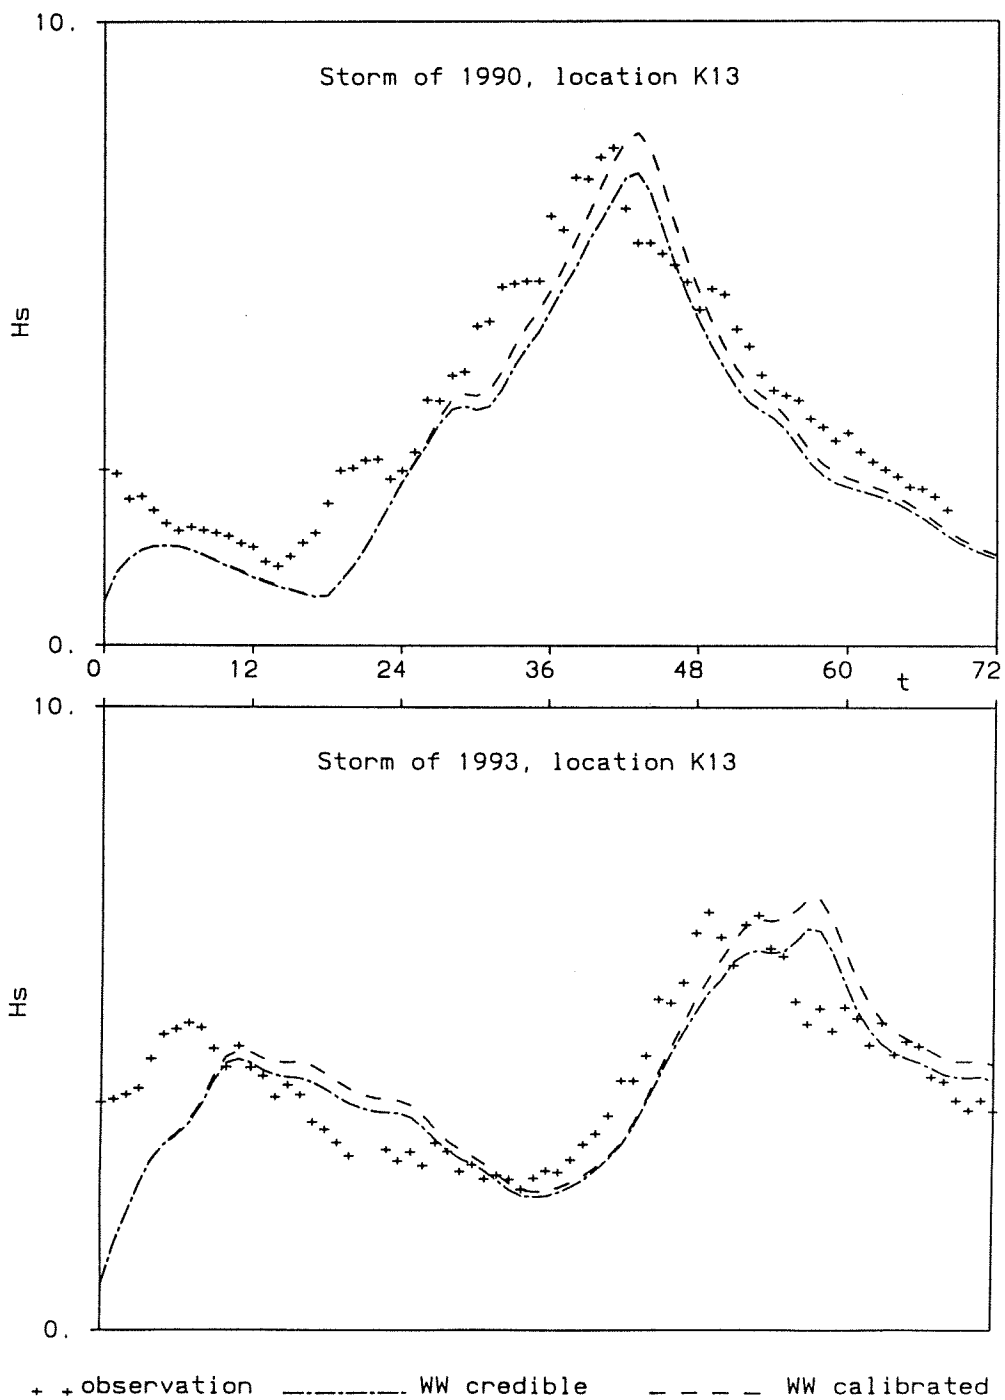 10.
Storm of 1990, location K13
Hs
0.
0 12 24 36 48 60 72
t
10.
Storm of 1993, location K13
Hs
0.
observation WW credible WW calibrated